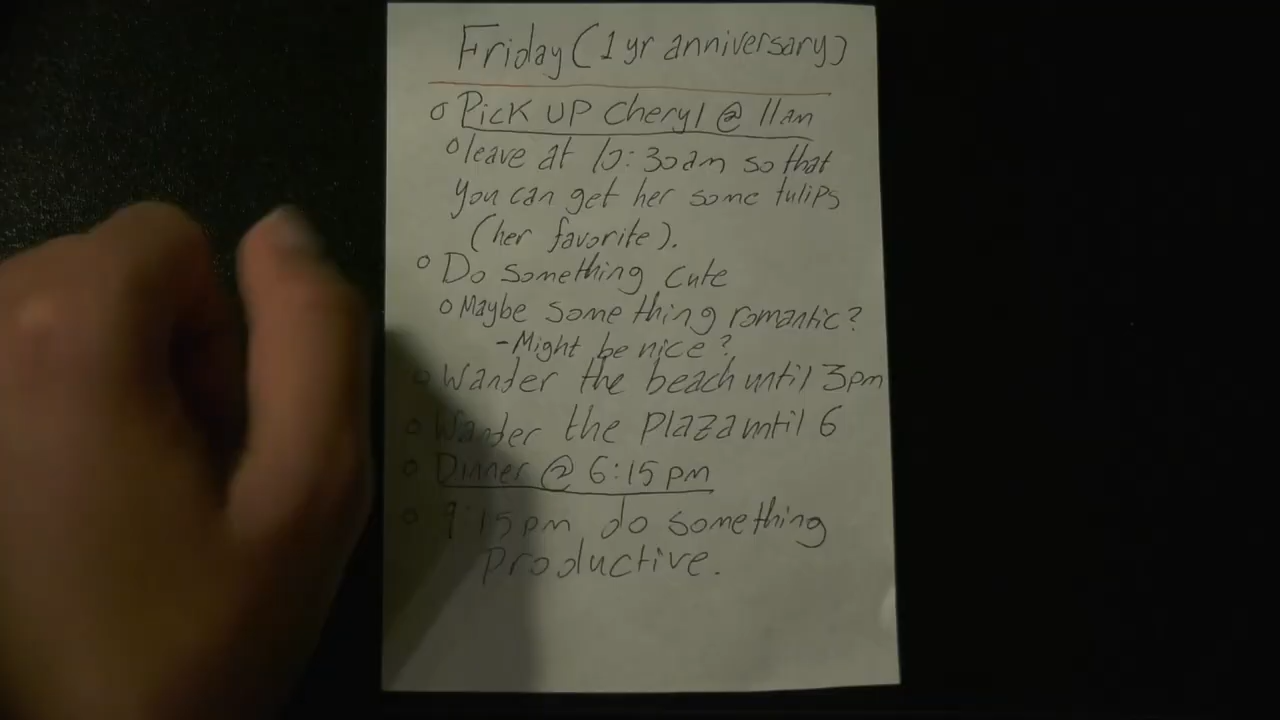 Friday (1 yr anniversary)
Pick up Cheryl @ 11am
leave at 10:30am so that
you can get her some tulips
(her favorite).
Do something cute
Maybe something romantic?
- Might be nice?
Wander the beach until 3pm
Wander the Plaza until 6
Dinner @ 6:15 pm
9:15pm do something
Productive.